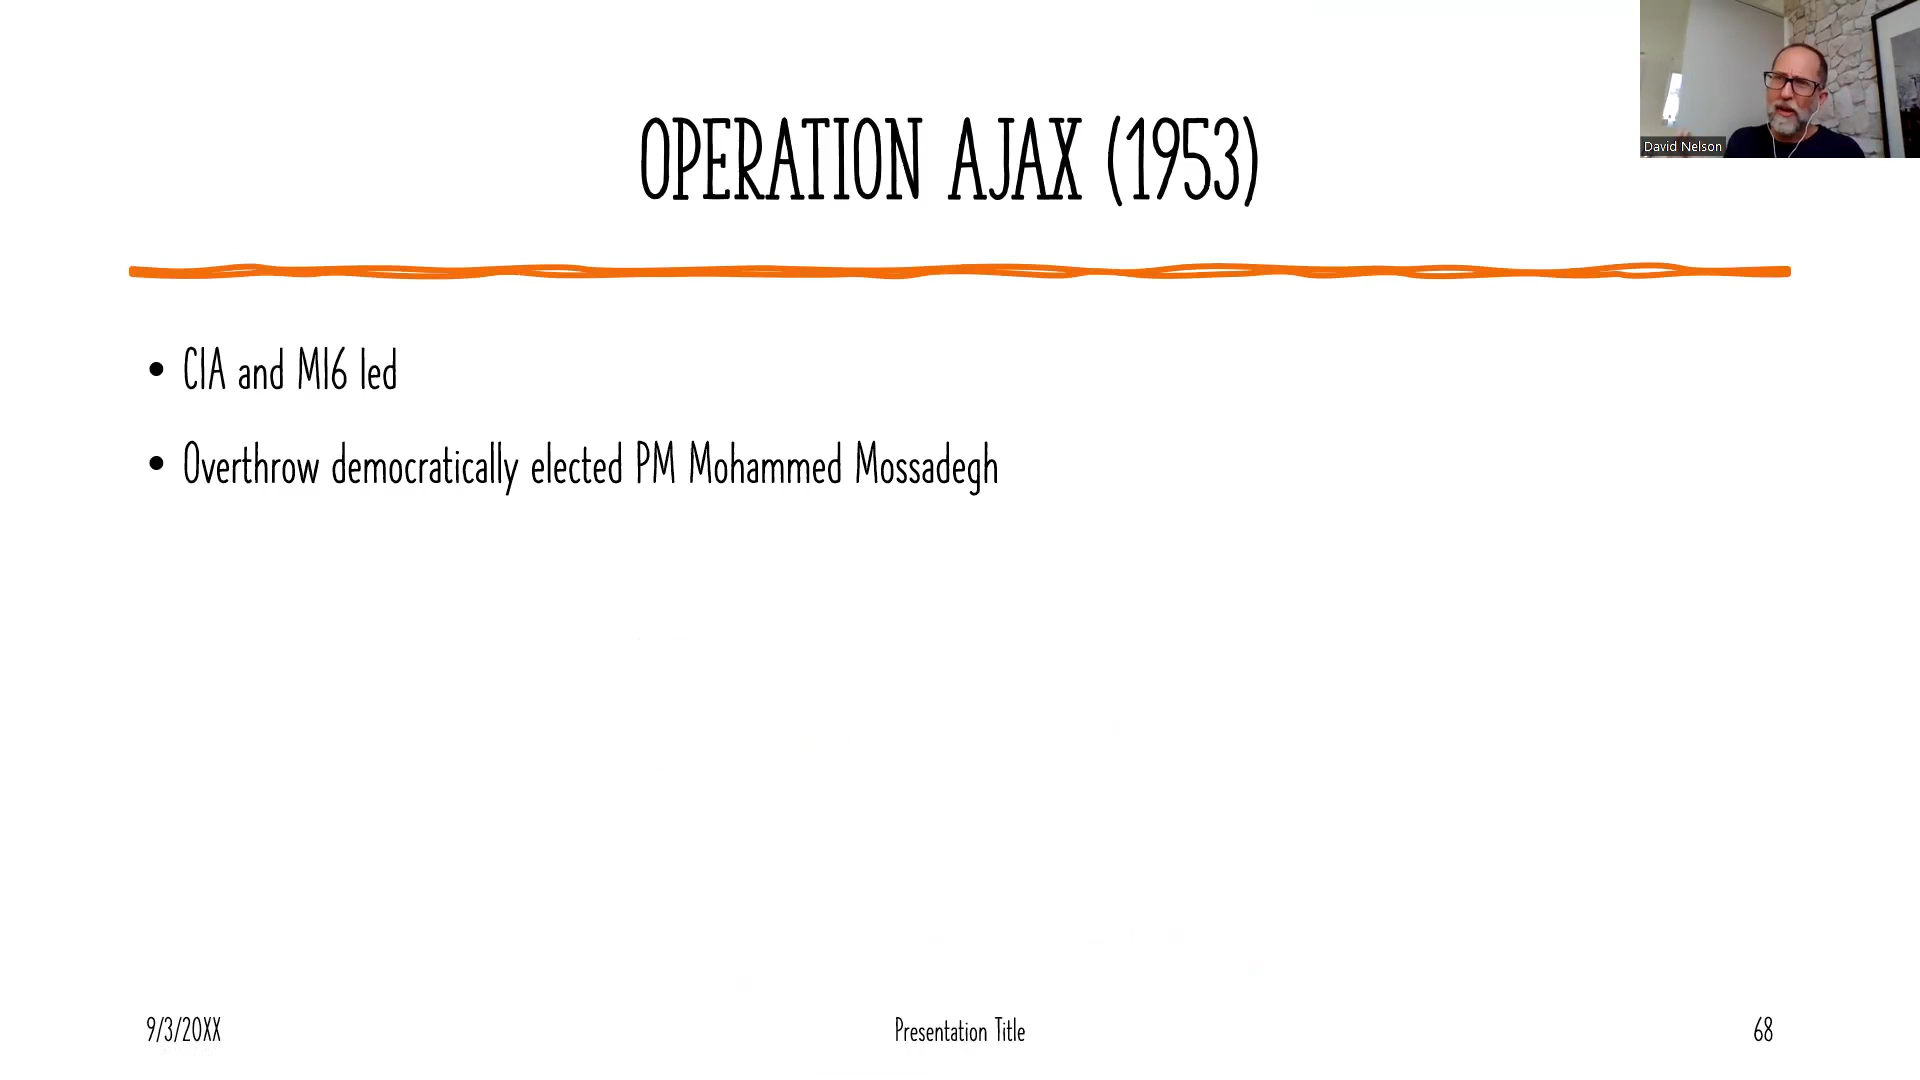 OPERATION AJAX (1953)
David Nelson
• CIA and MI6 led
• Overthrow democratically elected PM Mohammed Mossadegh
9/3/20XX
Presentation Title
68